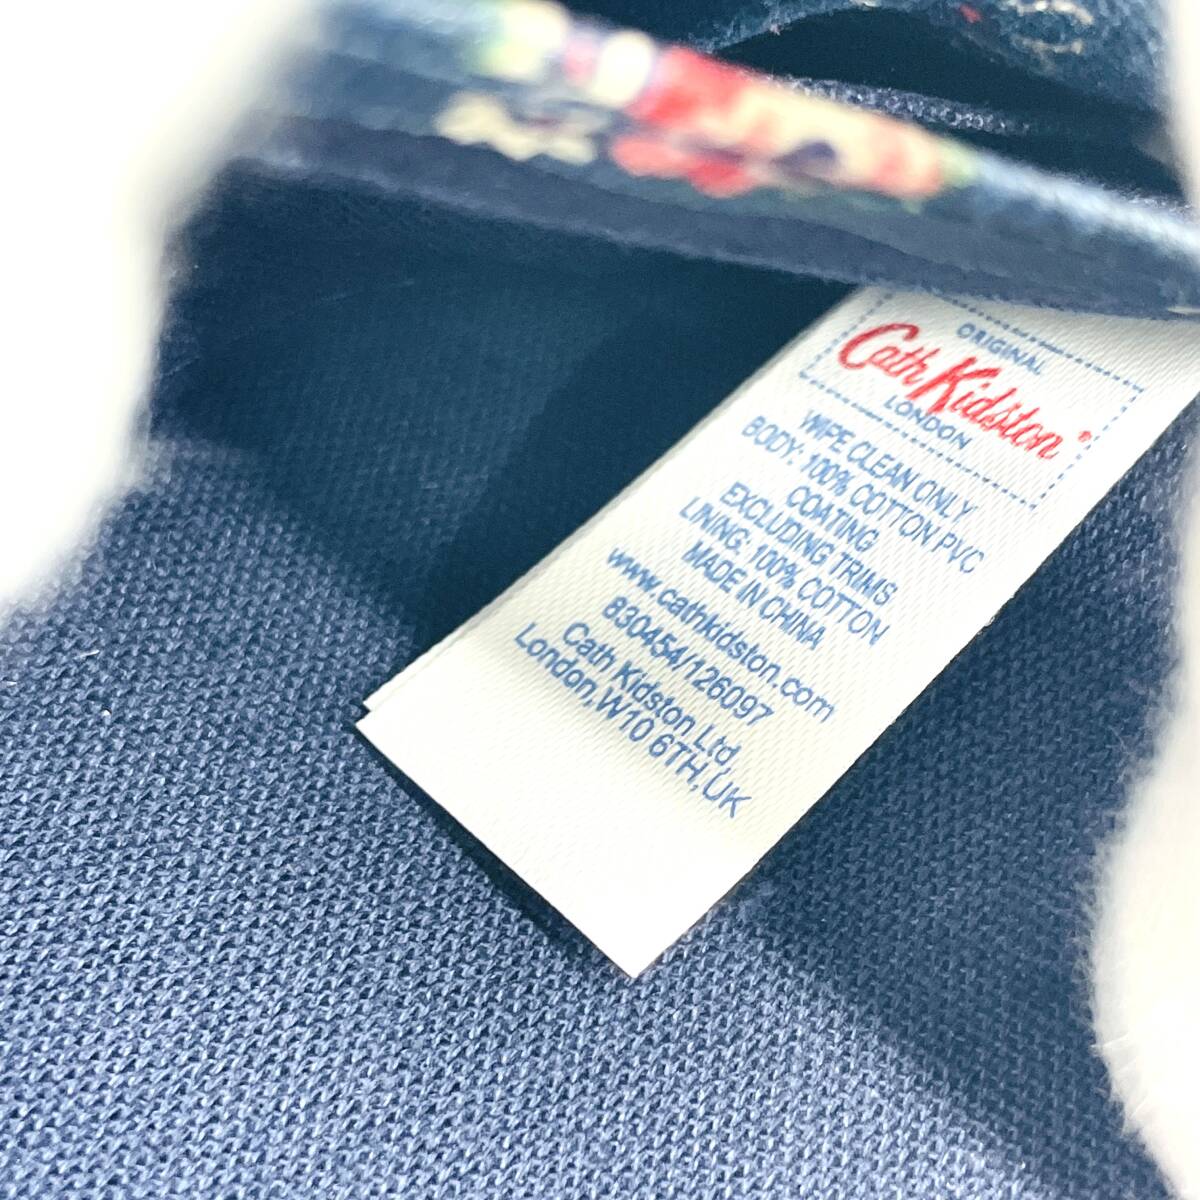 ORIGINAL
Cath Kidston®
LONDON
WIPE CLEAN ONLY
BODY: 100% COTTON PVC
COATING
EXCLUDING TRIMS
LINING: 100% COTTON
MADE IN CHINA
www.cathkidston.com
830454/126097
Cath Kidston Ltd,
London,W10 6TH,UK